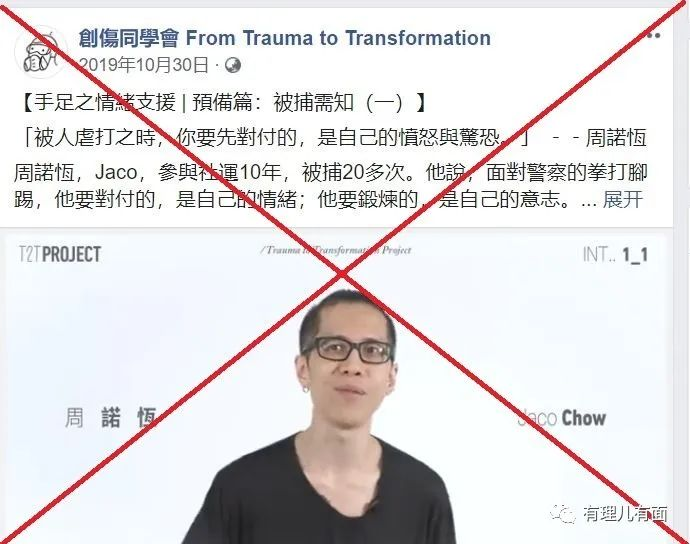 創傷同學會 From Trauma to Transformation
2019年10月30日 ·
【手足之情緒支援 | 預備篇：被捕需知（一）】
「被人虐打之時，你要先對付的，是自己的憤怒與驚恐。」 - - 周諾恆
周諾恆，Jaco，參與社運10年，被捕20多次。他說，面對警察的拳打腳
踢，他要對付的，是自己的情緒；他要鍛煉的，是自己的意志。... 展开
T2TPROJECT
/Trauma to Transformation Project
INT.. 1_1
周 諾 恆
Jaco Chow
有理儿有面